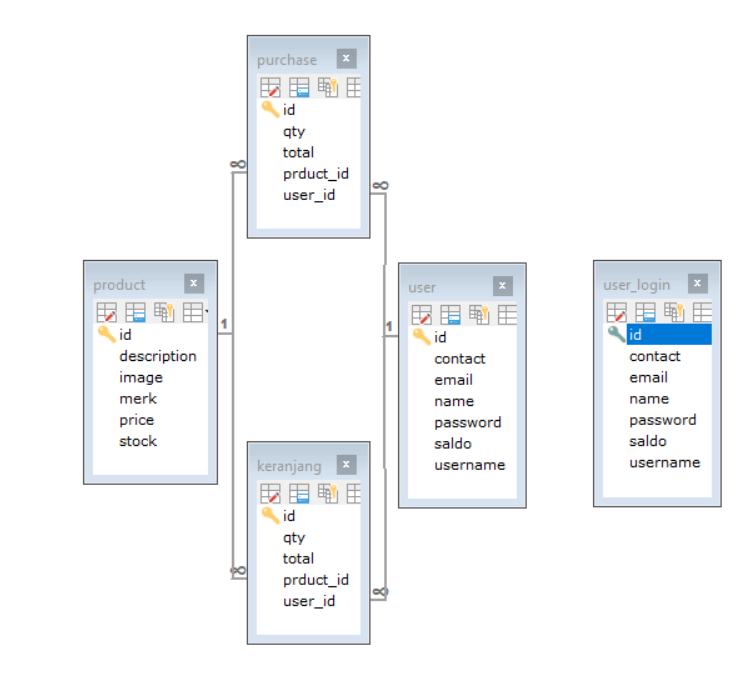 purchase
id
qty
total
prduct_id
user_id
∞
∞
product
id
description
image
merk
price
stock
1
user
id
contact
email
name
password
saldo
username
1
user_login
id
contact
email
name
password
saldo
username
keranjang
id
qty
total
prduct_id
user_id
∞
∞